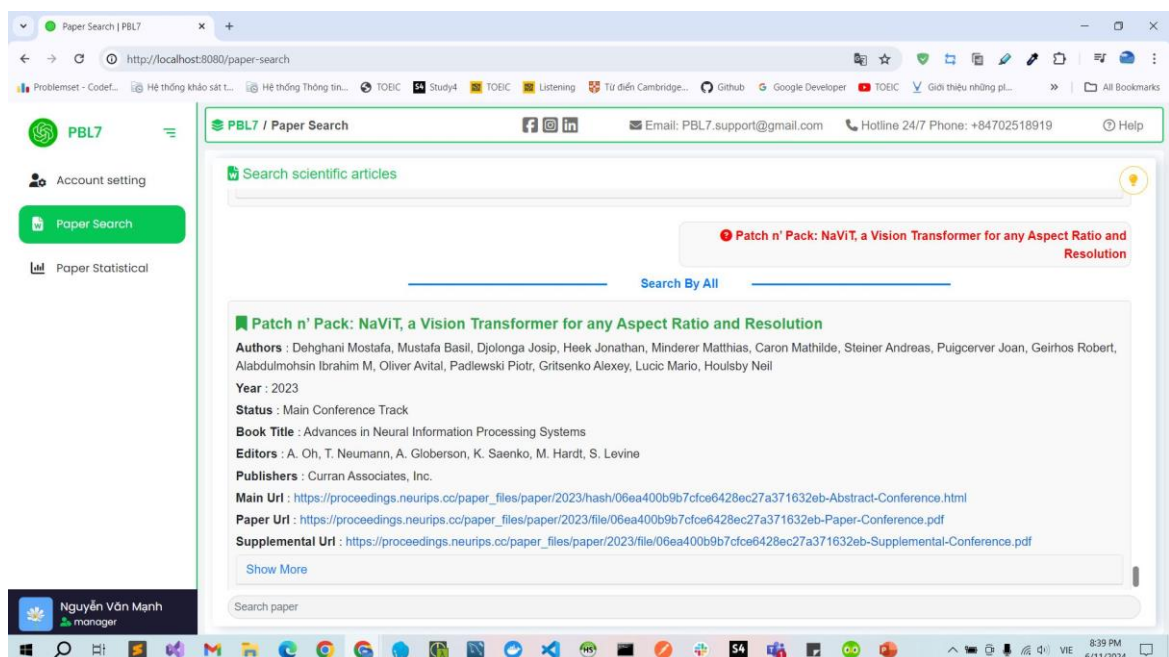 Paper Search | PBL7
http://localhost:8080/paper-search
Problemset - Codef...
Hệ thống khảo sát t...
Hệ thống Thông tin...
TOEIC
S4 Study4
TOEIC
Listening
Từ điển Cambridge...
Github
Google Developer
TOEIC
Giới thiệu những pl...
All Bookmarks
PBL7
PBL7 / Paper Search
Email: PBL7.support@gmail.com
Hotline 24/7 Phone: +84702518919
Help
Account setting
Paper Search
Paper Statistical
Search scientific articles
Patch n' Pack: NaViT, a Vision Transformer for any Aspect Ratio and
Resolution
Search By All
Patch n' Pack: NaViT, a Vision Transformer for any Aspect Ratio and Resolution
Authors : Dehghani Mostafa, Mustafa Basil, Djolonga Josip, Heek Jonathan, Minderer Matthias, Caron Mathilde, Steiner Andreas, Puigcerver Joan, Geirhos Robert,
Alabdulmohsin Ibrahim M, Oliver Avital, Padlewski Piotr, Gritsenko Alexey, Lucic Mario, Houlsby Neil
Year : 2023
Status : Main Conference Track
Book Title : Advances in Neural Information Processing Systems
Editors : A. Oh, T. Neumann, A. Globerson, K. Saenko, M. Hardt, S. Levine
Publishers : Curran Associates, Inc.
Main Url : https://proceedings.neurips.cc/paper_files/paper/2023/hash/06ea400b9b7cfce6428ec27a371632eb-Abstract-Conference.html
Paper Url : https://proceedings.neurips.cc/paper_files/paper/2023/file/06ea400b9b7cfce6428ec27a371632eb-Paper-Conference.pdf
Supplemental Url : https://proceedings.neurips.cc/paper_files/paper/2023/file/06ea400b9b7cfce6428ec27a371632eb-Supplemental-Conference.pdf
Show More
Search paper
Nguyễn Văn Mạnh
manager
S4
VIE
8:39 PM
6/11/2024